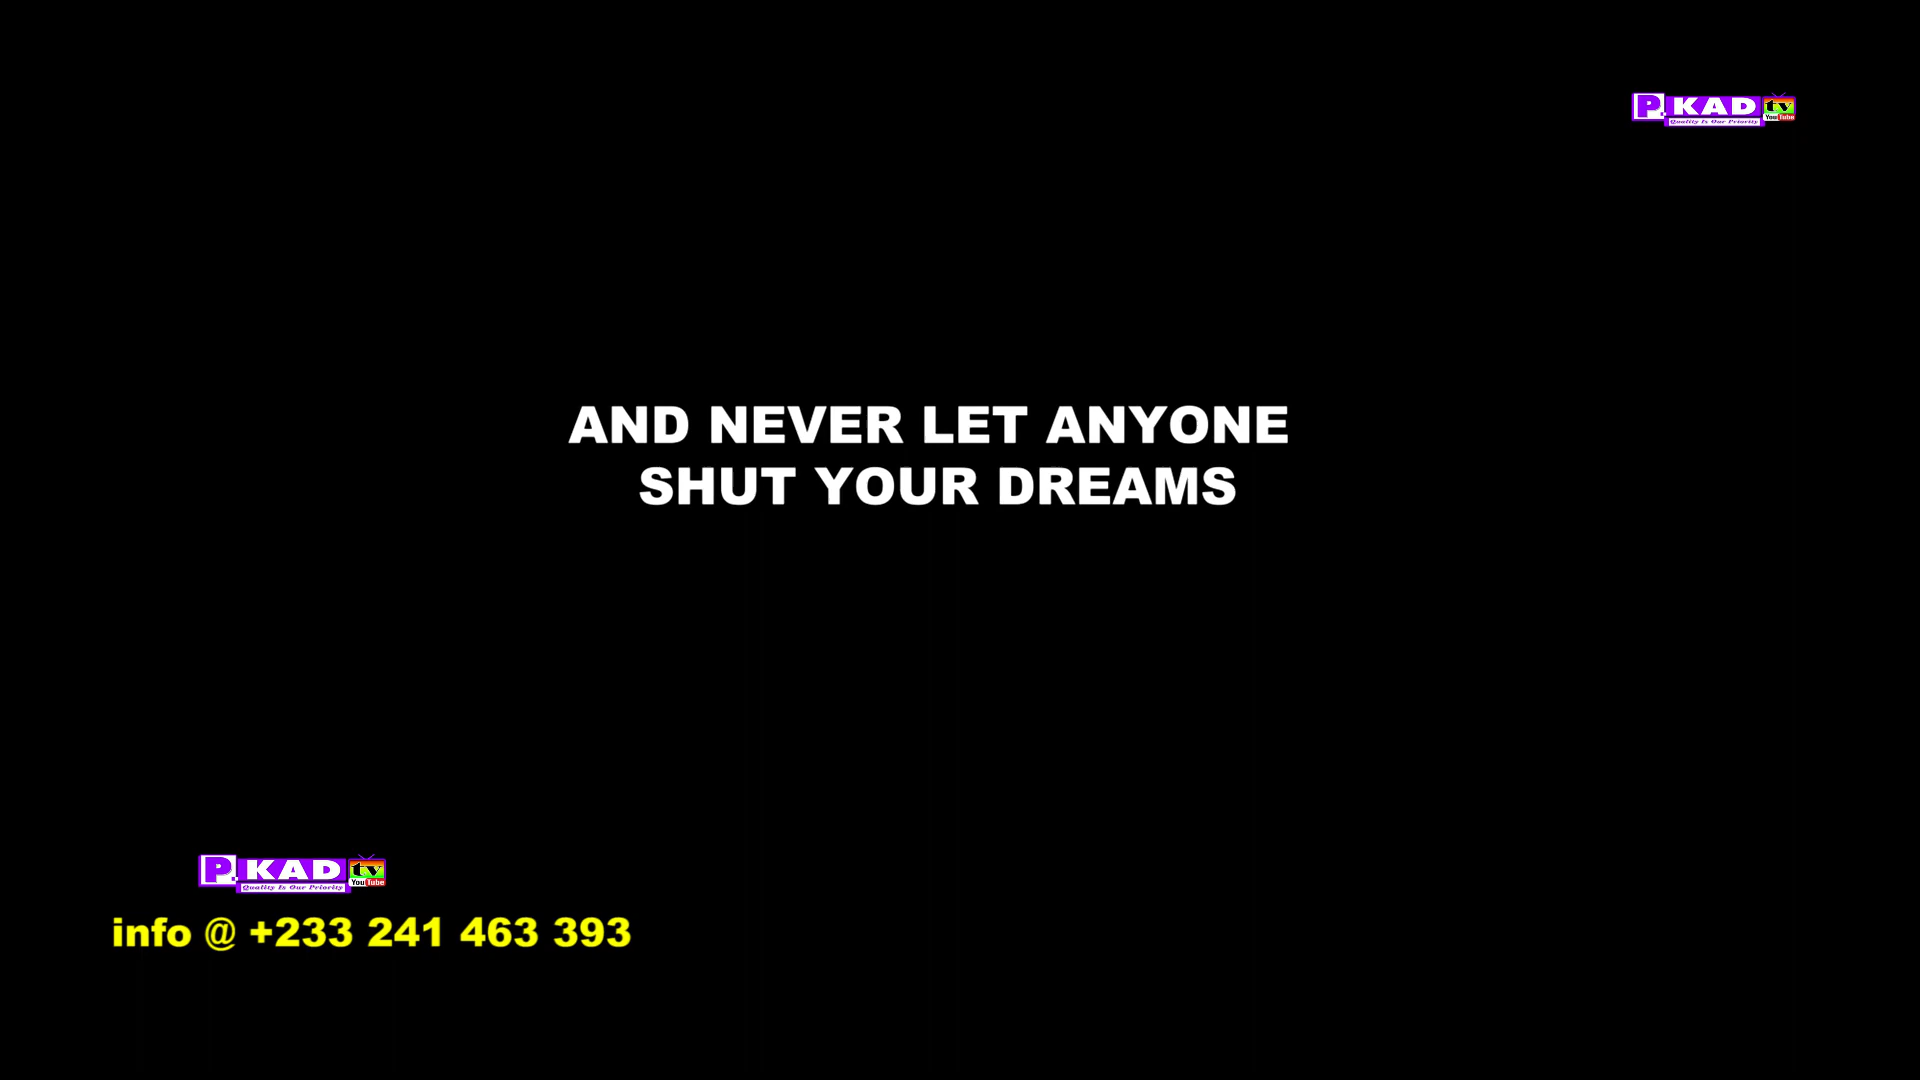 P.KAD tv
Quality Is Our Priority YouTube
AND NEVER LET ANYONE
SHUT YOUR DREAMS
P.KAD tv
Quality Is Our Priority YouTube
info @ +233 241 463 393